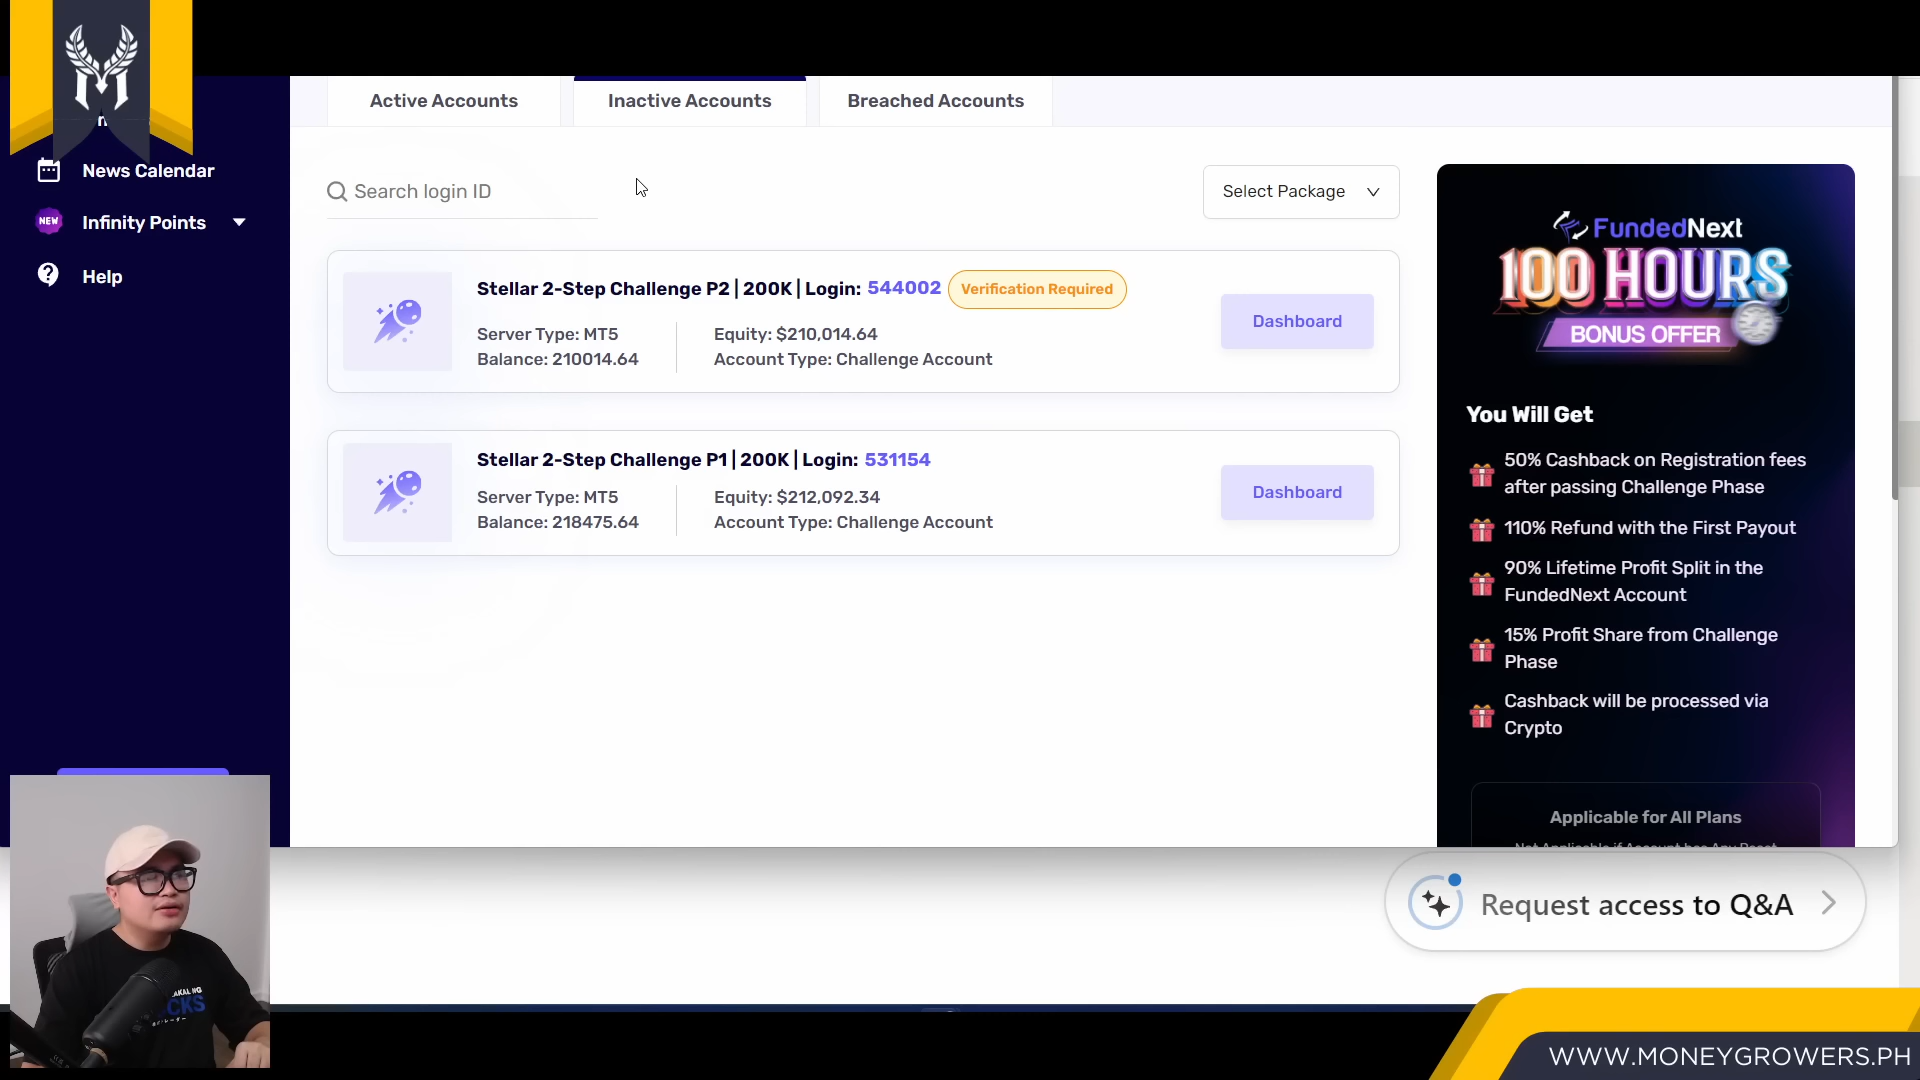 Active Accounts
Inactive Accounts
Breached Accounts
News Calendar
NEW
Infinity Points
Help
Search login ID
Select Package
Stellar 2-Step Challenge P2 | 200K | Login: 544002
Verification Required
Server Type: MT5
Balance: 210014.64
Equity: $210,014.64
Account Type: Challenge Account
Dashboard
Stellar 2-Step Challenge P1 | 200K | Login: 531154
Server Type: MT5
Balance: 218475.64
Equity: $212,092.34
Account Type: Challenge Account
Dashboard
FundedNext
100 HOURS
BONUS OFFER
You Will Get
50% Cashback on Registration fees
after passing Challenge Phase
110% Refund with the First Payout
90% Lifetime Profit Split in the
FundedNext Account
15% Profit Share from Challenge
Phase
Cashback will be processed via
Crypto
Applicable for All Plans
Request access to Q&A
WWW.MONEYGROWERS.PH